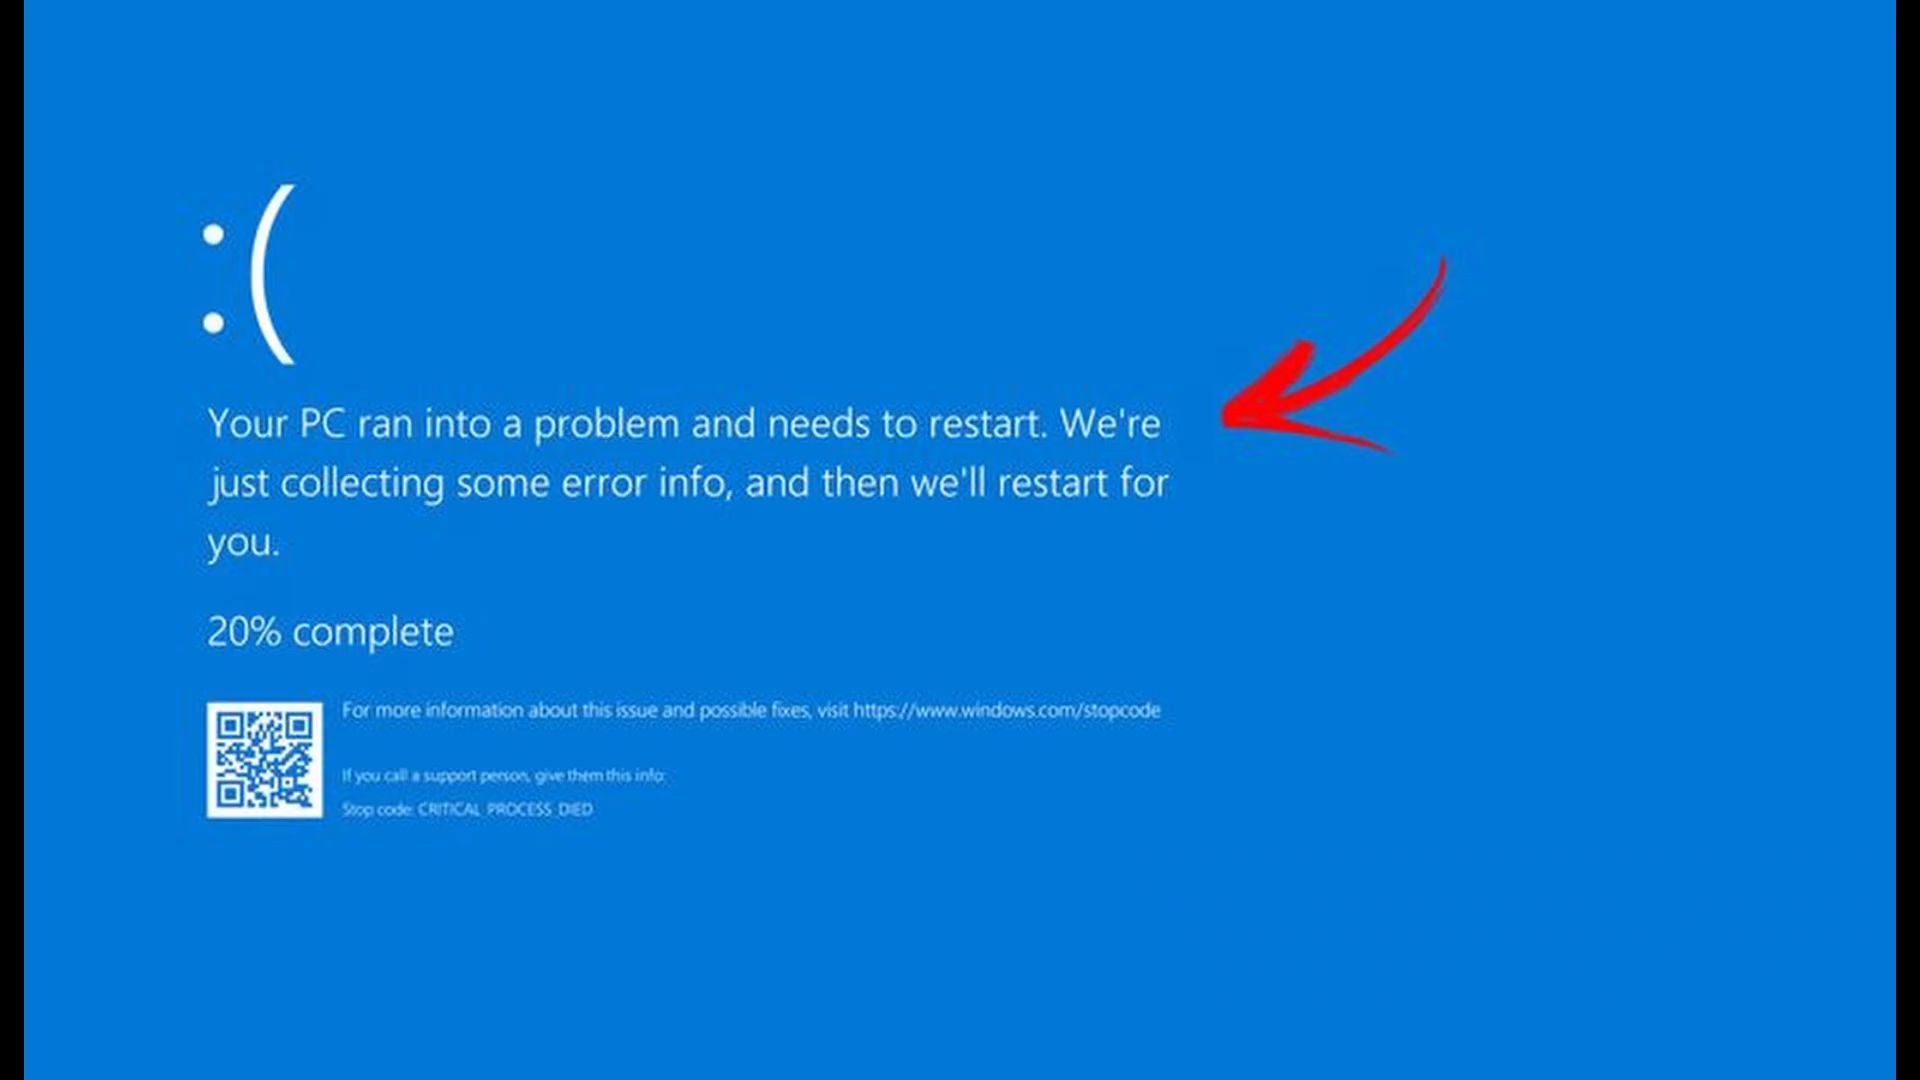 :(
Your PC ran into a problem and needs to restart. We're
just collecting some error info, and then we'll restart for
you.
20% complete
For more information about this issue and possible fixes, visit https://www.windows.com/stopcode
If you call a support person, give them this info:
Stop code: CRITICAL_PROCESS_DIED